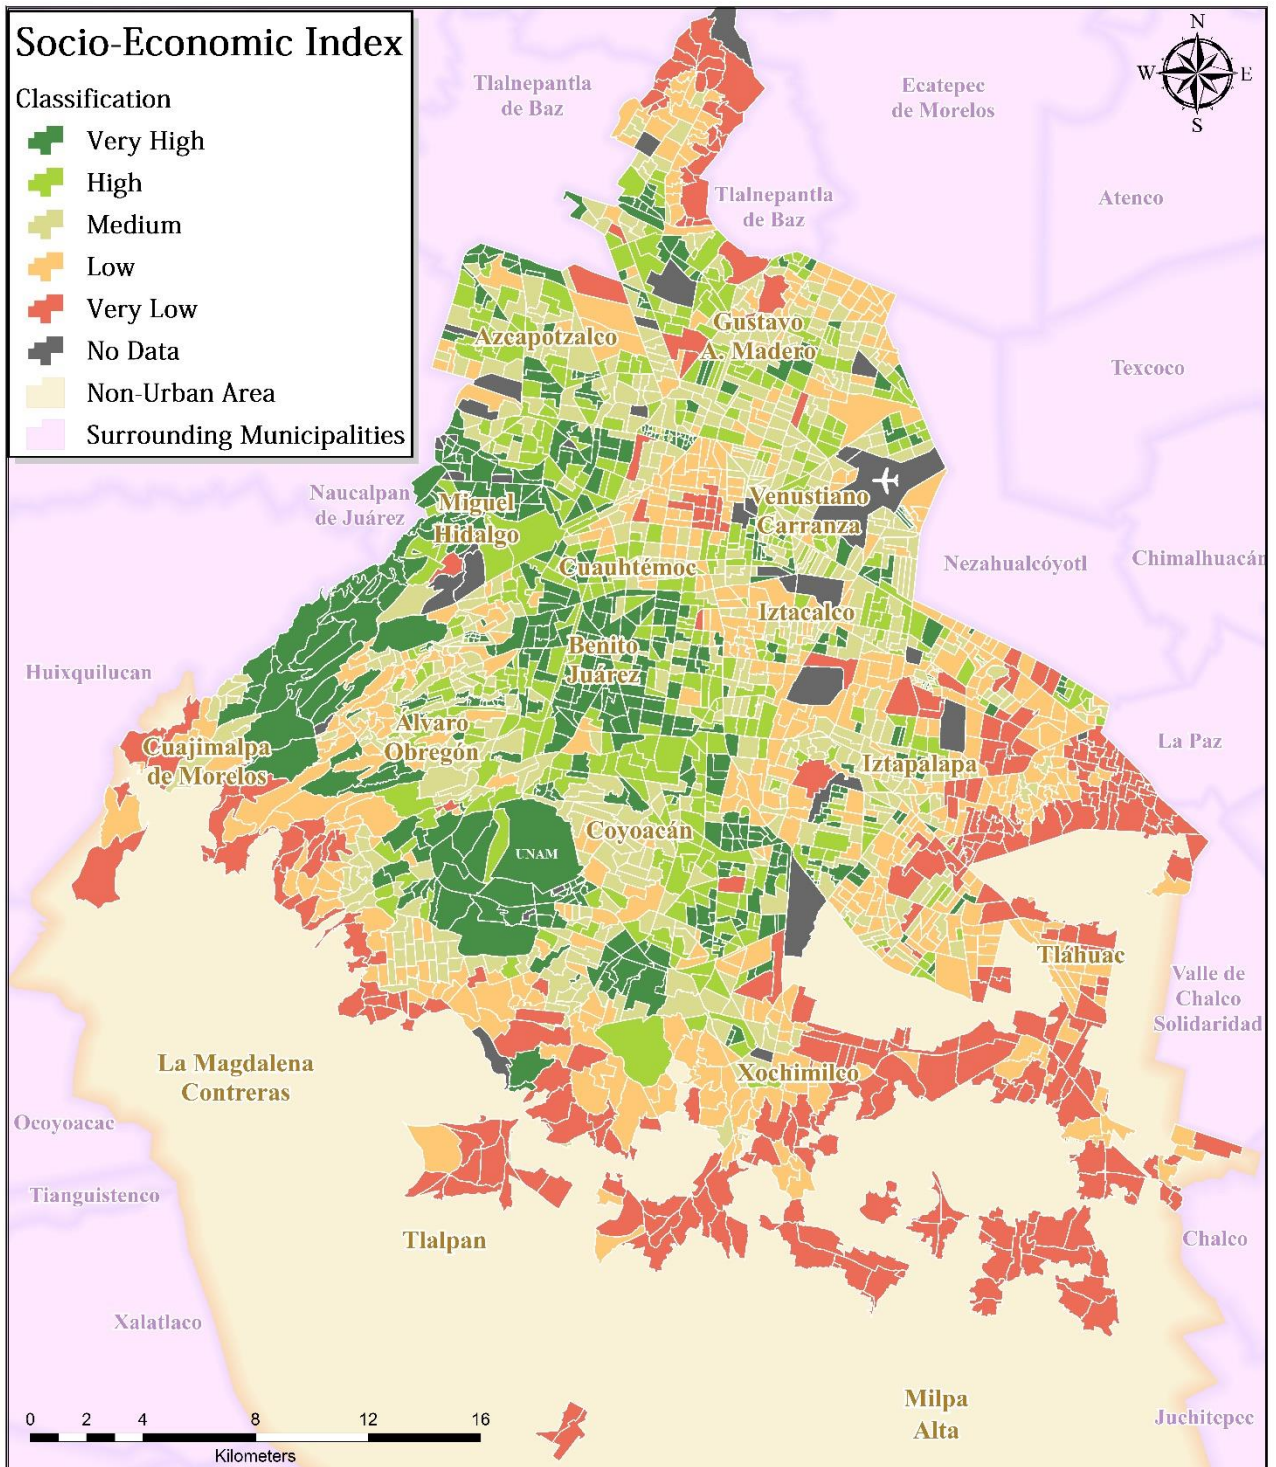 Socio-Economic Index
Classification
Very High
High
Medium
Low
Very Low
No Data
Non-Urban Area
Surrounding Municipalities
N
W
E
S
Tlalnepantla
de Baz
Ecatepec
de Morelos
Tlalnepantla
de Baz
Atenco
Azcapotzalco
Gustavo
A. Madero
Texcoco
Naucalpan
de Juárez
Miguel
Hidalgo
Venustiano
Carranza
Cuauhtémoc
Nezahualcóyotl
Chimalhuacán
Iztacalco
Benito
Juárez
Huixquilucan
Cuajimalpa
de Morelos
Álvaro
Obregón
Iztapalapa
La Paz
Coyoacán
UNAM
Tláhuac
Valle de
Chalco
Solidaridad
La Magdalena
Contreras
Xochimilco
Ocoyoacac
Tianguistenco
Tlalpan
Chalco
Xalatlaco
Milpa
Alta
Juchitepec
0 2 4 8 12 16
Kilometers